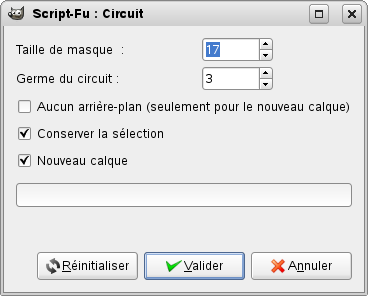 Script-Fu : Circuit
Taille de masque : 17
Germe du circuit : 3
Aucun arrière-plan (seulement pour le nouveau calque)
Conserver la sélection
Nouveau calque
Réinitialiser Valider Annuler